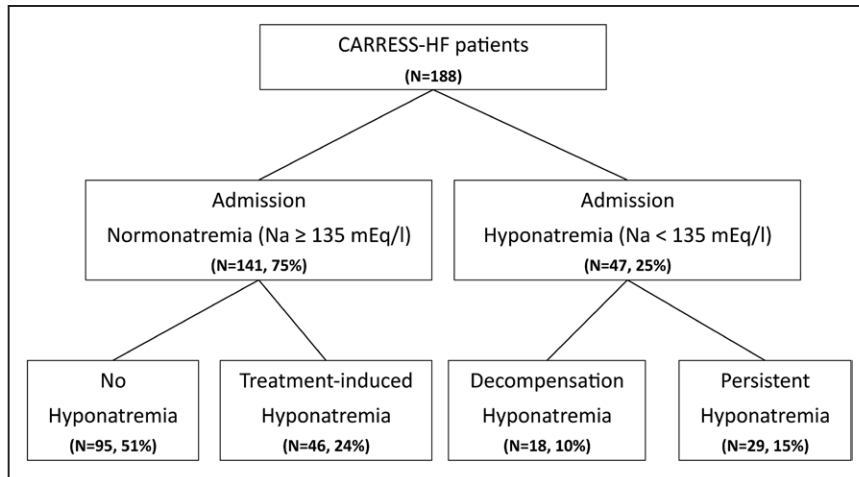 CARRESS-HF patients
(N=188)
Admission
Normonatremia (Na ≥ 135 mEq/l)
(N=141, 75%)
Admission
Hyponatremia (Na < 135 mEq/l)
(N=47, 25%)
No
Hyponatremia
(N=95, 51%)
Treatment-induced
Hyponatremia
(N=46, 24%)
Decompensation
Hyponatremia
(N=18, 10%)
Persistent
Hyponatremia
(N=29, 15%)